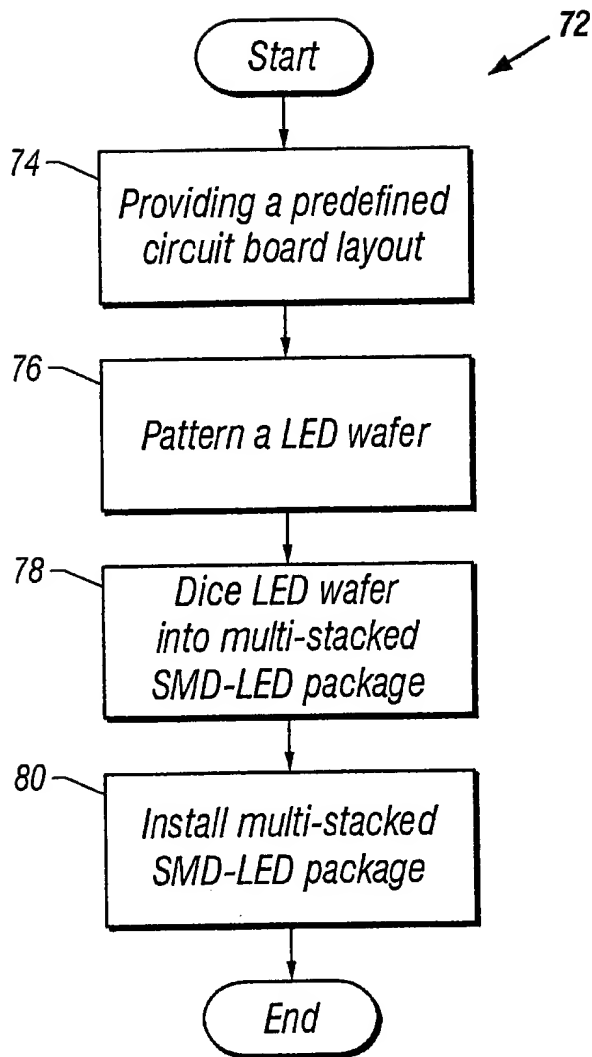 72
Start
74
Providing a predefined
circuit board layout
76
Pattern a LED wafer
78
Dice LED wafer
into multi-stacked
SMD-LED package
80
Install multi-stacked
SMD-LED package
End